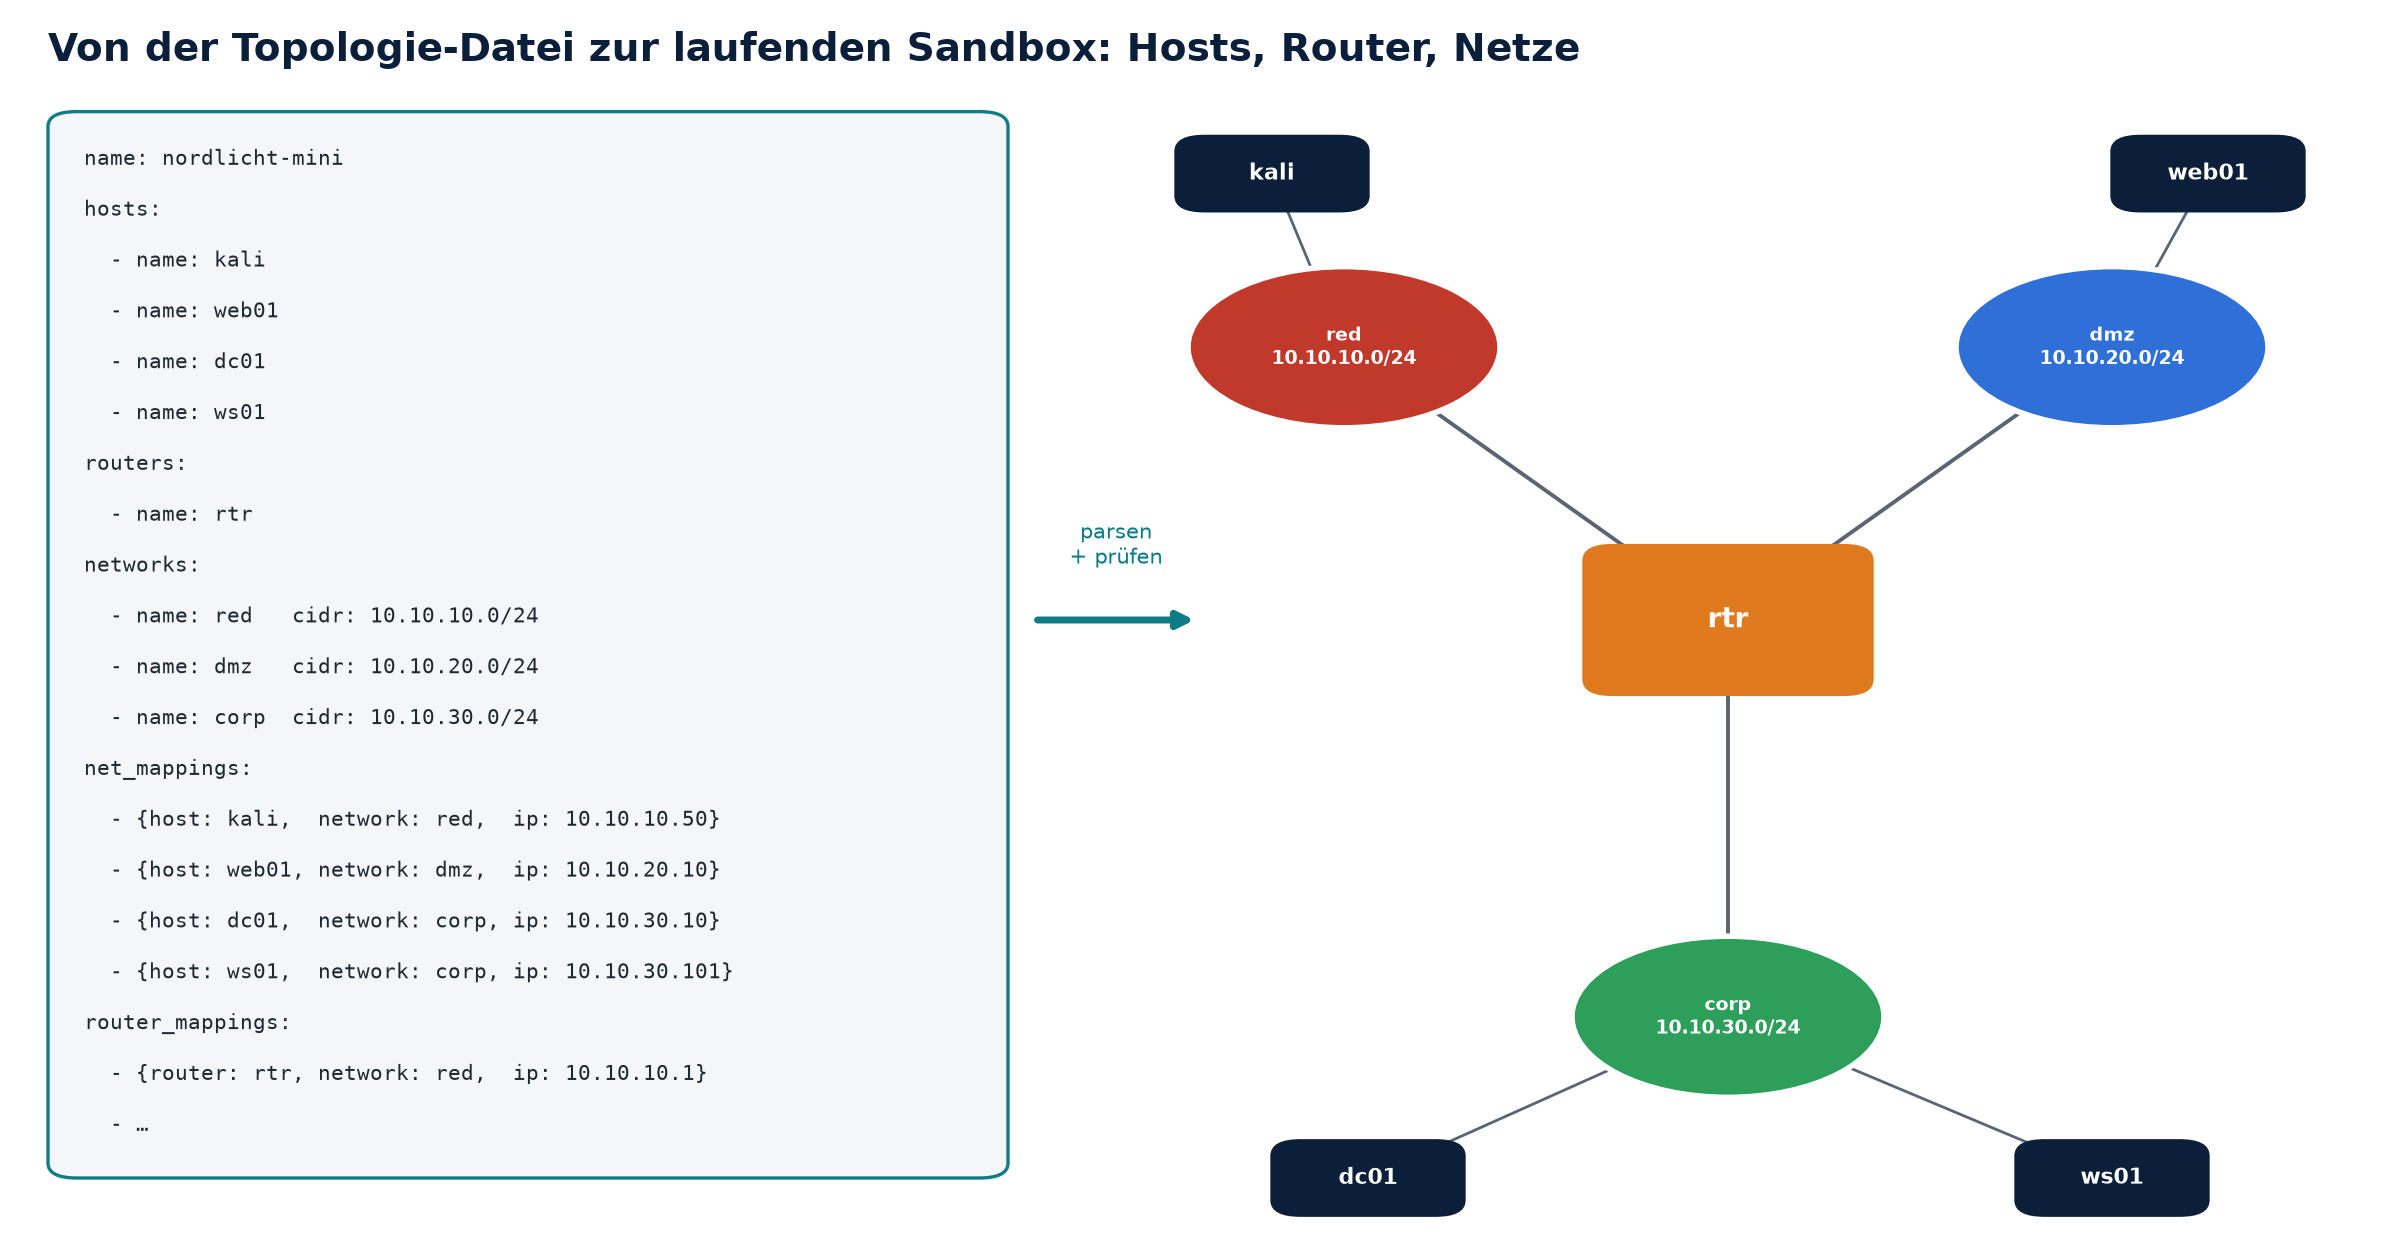 Von der Topologie-Datei zur laufenden Sandbox: Hosts, Router, Netze
name: nordlicht-mini
hosts:
  - name: kali
  - name: web01
  - name: dc01
  - name: ws01
routers:
  - name: rtr
networks:
  - name: red   cidr: 10.10.10.0/24
  - name: dmz   cidr: 10.10.20.0/24
  - name: corp  cidr: 10.10.30.0/24
net_mappings:
  - {host: kali,  network: red,  ip: 10.10.10.50}
  - {host: web01, network: dmz,  ip: 10.10.20.10}
  - {host: dc01,  network: corp, ip: 10.10.30.10}
  - {host: ws01,  network: corp, ip: 10.10.30.101}
router_mappings:
  - {router: rtr, network: red,  ip: 10.10.10.1}
  - …
parsen
+ prüfen
kali
web01
red
10.10.10.0/24
dmz
10.10.20.0/24
rtr
corp
10.10.30.0/24
dc01
ws01